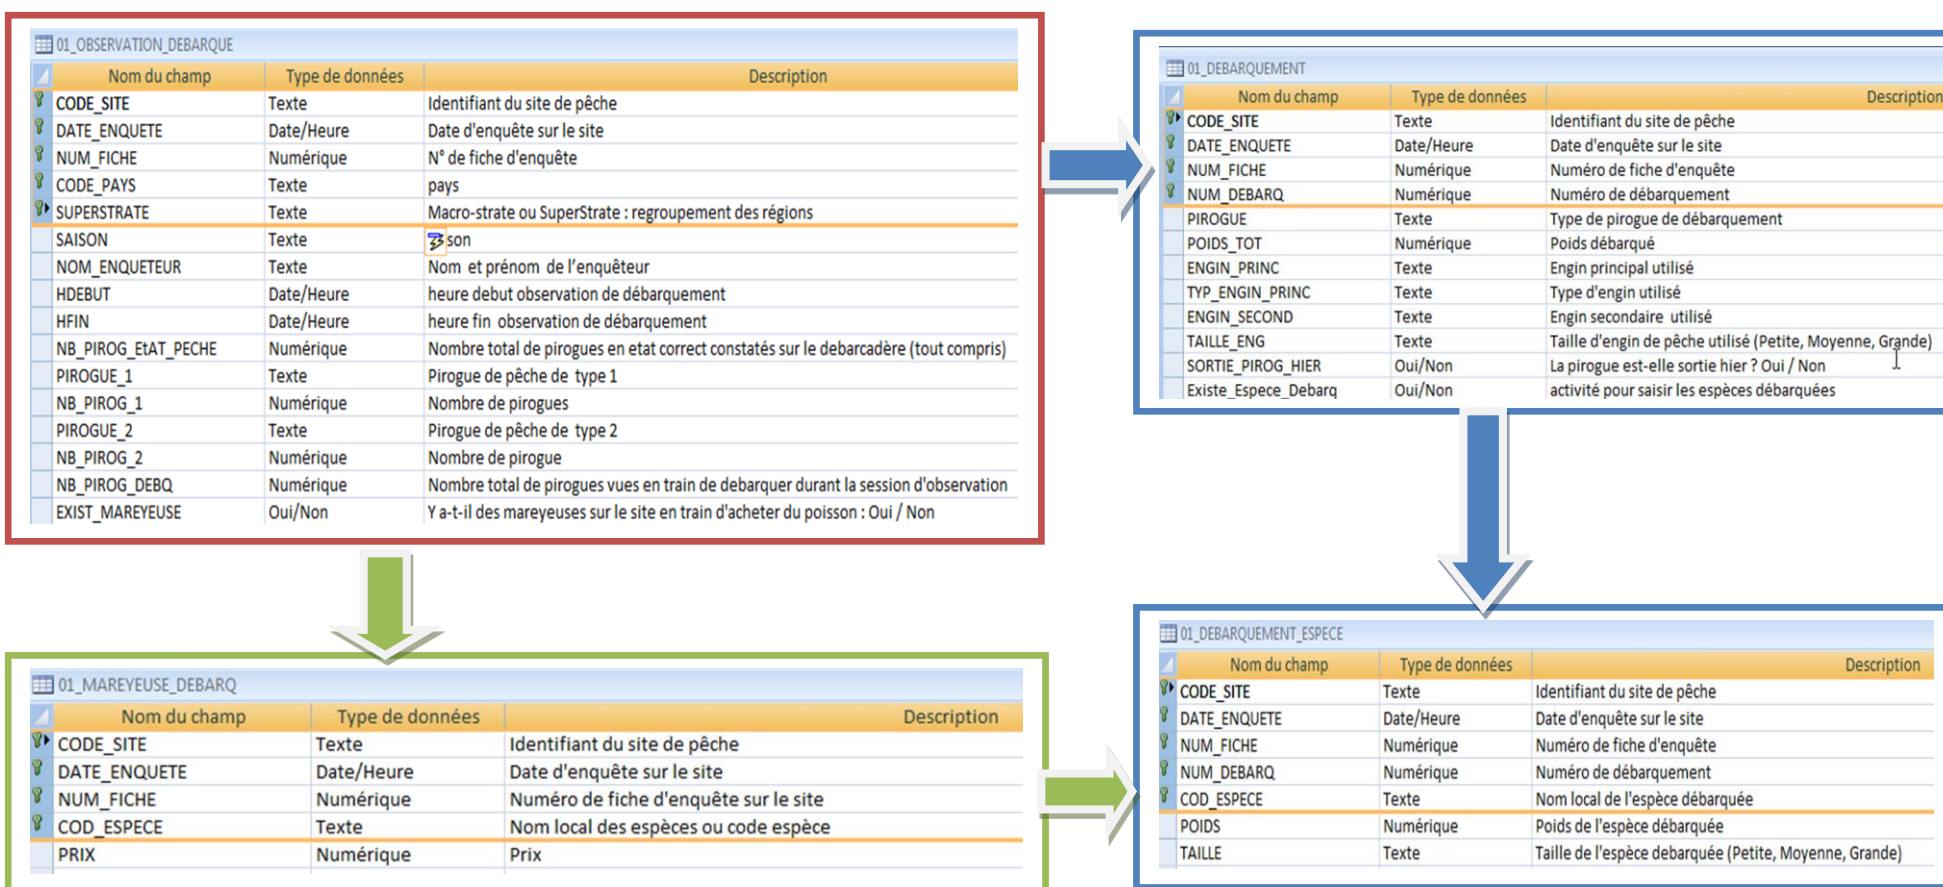 01_OBSERVATION_DEBARQUE
Nom du champ Type de données Description
CODE_SITE Texte Identifiant du site de pêche
DATE_ENQUETE Date/Heure Date d'enquête sur le site
NUM_FICHE Numérique N° de fiche d'enquête
CODE_PAYS Texte pays
SUPERSTRATE Texte Macro-strate ou SuperStrate : regroupement des régions
SAISON Texte son
NOM_ENQUETEUR Texte Nom et prénom de l'enquêteur
HDEBUT Date/Heure heure debut observation de débarquement
HFIN Date/Heure heure fin observation de débarquement
NB_PIROG_EtAT_PECHE Numérique Nombre total de pirogues en etat correct constatés sur le debarcadère (tout compris)
PIROGUE_1 Texte Pirogue de pêche de type 1
NB_PIROG_1 Numérique Nombre de pirogues
PIROGUE_2 Texte Pirogue de pêche de type 2
NB_PIROG_2 Numérique Nombre de pirogue
NB_PIROG_DEBQ Numérique Nombre total de pirogues vues en train de debarquer durant la session d'observation
EXIST_MAREYEUSE Oui/Non Y a-t-il des mareyeuses sur le site en train d'acheter du poisson : Oui / Non
01_DEBARQUEMENT
Nom du champ Type de données Description
CODE_SITE Texte Identifiant du site de pêche
DATE_ENQUETE Date/Heure Date d'enquête sur le site
NUM_FICHE Numérique Numéro de fiche d'enquête
NUM_DEBARQ Numérique Numéro de débarquement
PIROGUE Texte Type de pirogue de débarquement
POIDS_TOT Numérique Poids débarqué
ENGIN_PRINC Texte Engin principal utilisé
TYP_ENGIN_PRINC Texte Type d'engin utilisé
ENGIN_SECOND Texte Engin secondaire utilisé
TAILLE_ENG Texte Taille d'engin de pêche utilisé (Petite, Moyenne, Grande)
SORTIE_PIROG_HIER Oui/Non La pirogue est-elle sortie hier ? Oui / Non
Existe_Espece_Debarq Oui/Non activité pour saisir les espèces débarquées
01_MAREYEUSE_DEBARQ
Nom du champ Type de données Description
CODE_SITE Texte Identifiant du site de pêche
DATE_ENQUETE Date/Heure Date d'enquête sur le site
NUM_FICHE Numérique Numéro de fiche d'enquête sur le site
COD_ESPECE Texte Nom local des espèces ou code espèce
PRIX Numérique Prix
01_DEBARQUEMENT_ESPECE
Nom du champ Type de données Description
CODE_SITE Texte Identifiant du site de pêche
DATE_ENQUETE Date/Heure Date d'enquête sur le site
NUM_FICHE Numérique Numéro de fiche d'enquête
NUM_DEBARQ Numérique Numéro de débarquement
COD_ESPECE Texte Nom local de l'espèce débarquée
POIDS Numérique Poids de l'espèce débarquée
TAILLE Texte Taille de l'espèce debarquée (Petite, Moyenne, Grande)